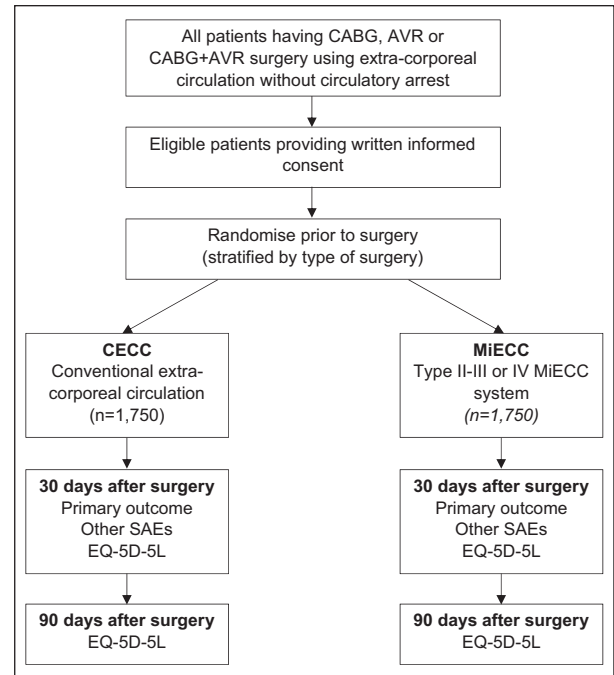 All patients having CABG, AVR or
CABG+AVR surgery using extra-corporeal
circulation without circulatory arrest
Eligible patients providing written informed
consent
Randomise prior to surgery
(stratified by type of surgery)
CECC
Conventional extra-
corporeal circulation
(n=1,750)
MiECC
Type II-III or IV MiECC
system
(n=1,750)
30 days after surgery
Primary outcome
Other SAEs
EQ-5D-5L
30 days after surgery
Primary outcome
Other SAEs
EQ-5D-5L
90 days after surgery
EQ-5D-5L
90 days after surgery
EQ-5D-5L